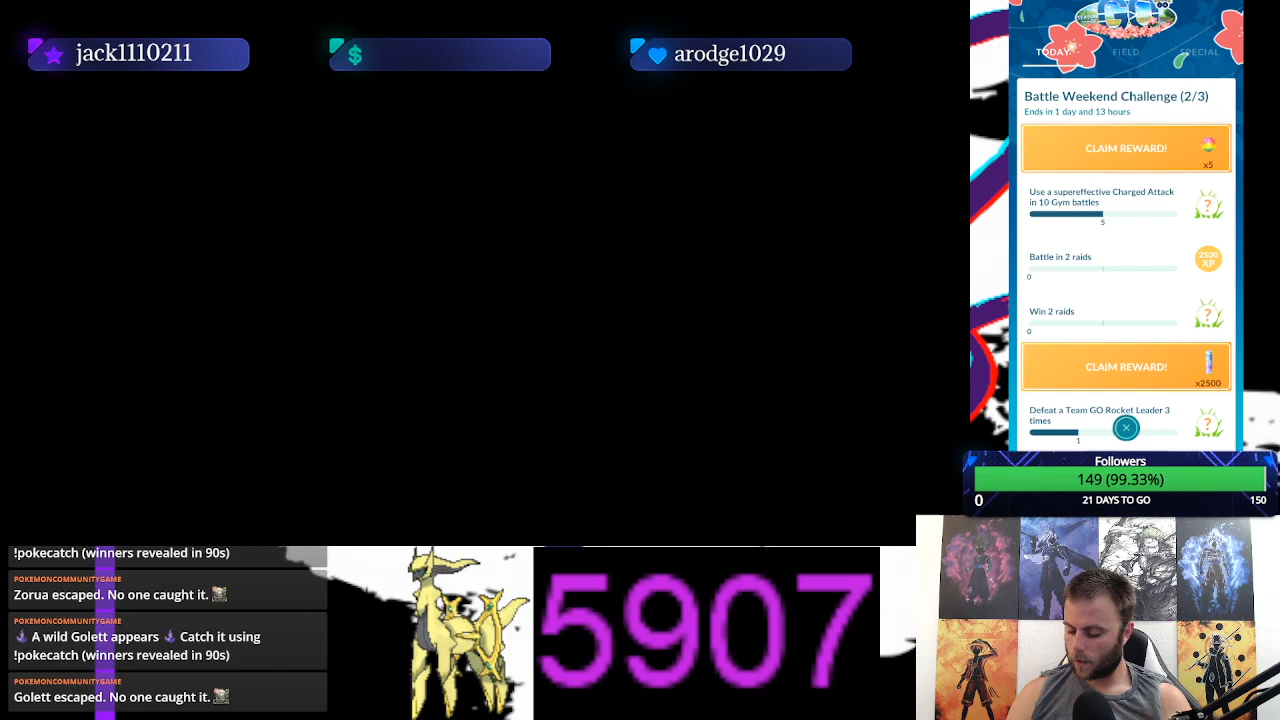 jack1110211
$
arodge1029
TODAY
FIELD
SPECIAL
Battle Weekend Challenge (2/3)
Ends in 1 day and 13 hours
CLAIM REWARD!
x5
Use a supereffective Charged Attack
in 10 Gym battles
5
Battle in 2 raids
2500
XP
0
Win 2 raids
?
0
CLAIM REWARD!
x2500
Defeat a Team GO Rocket Leader 3
times
?
1
Followers
149 (99.33%)
0
21 DAYS TO GO
150
!pokecatch (winners revealed in 90s)
POKEMONCOMMUNITYGAME
Zorua escaped. No one caught it.
POKEMONCOMMUNITYGAME
A wild Golett appears Catch it using
!pokecatch (winners revealed in 90s)
POKEMONCOMMUNITYGAME
Golett escaped. No one caught it.
5907